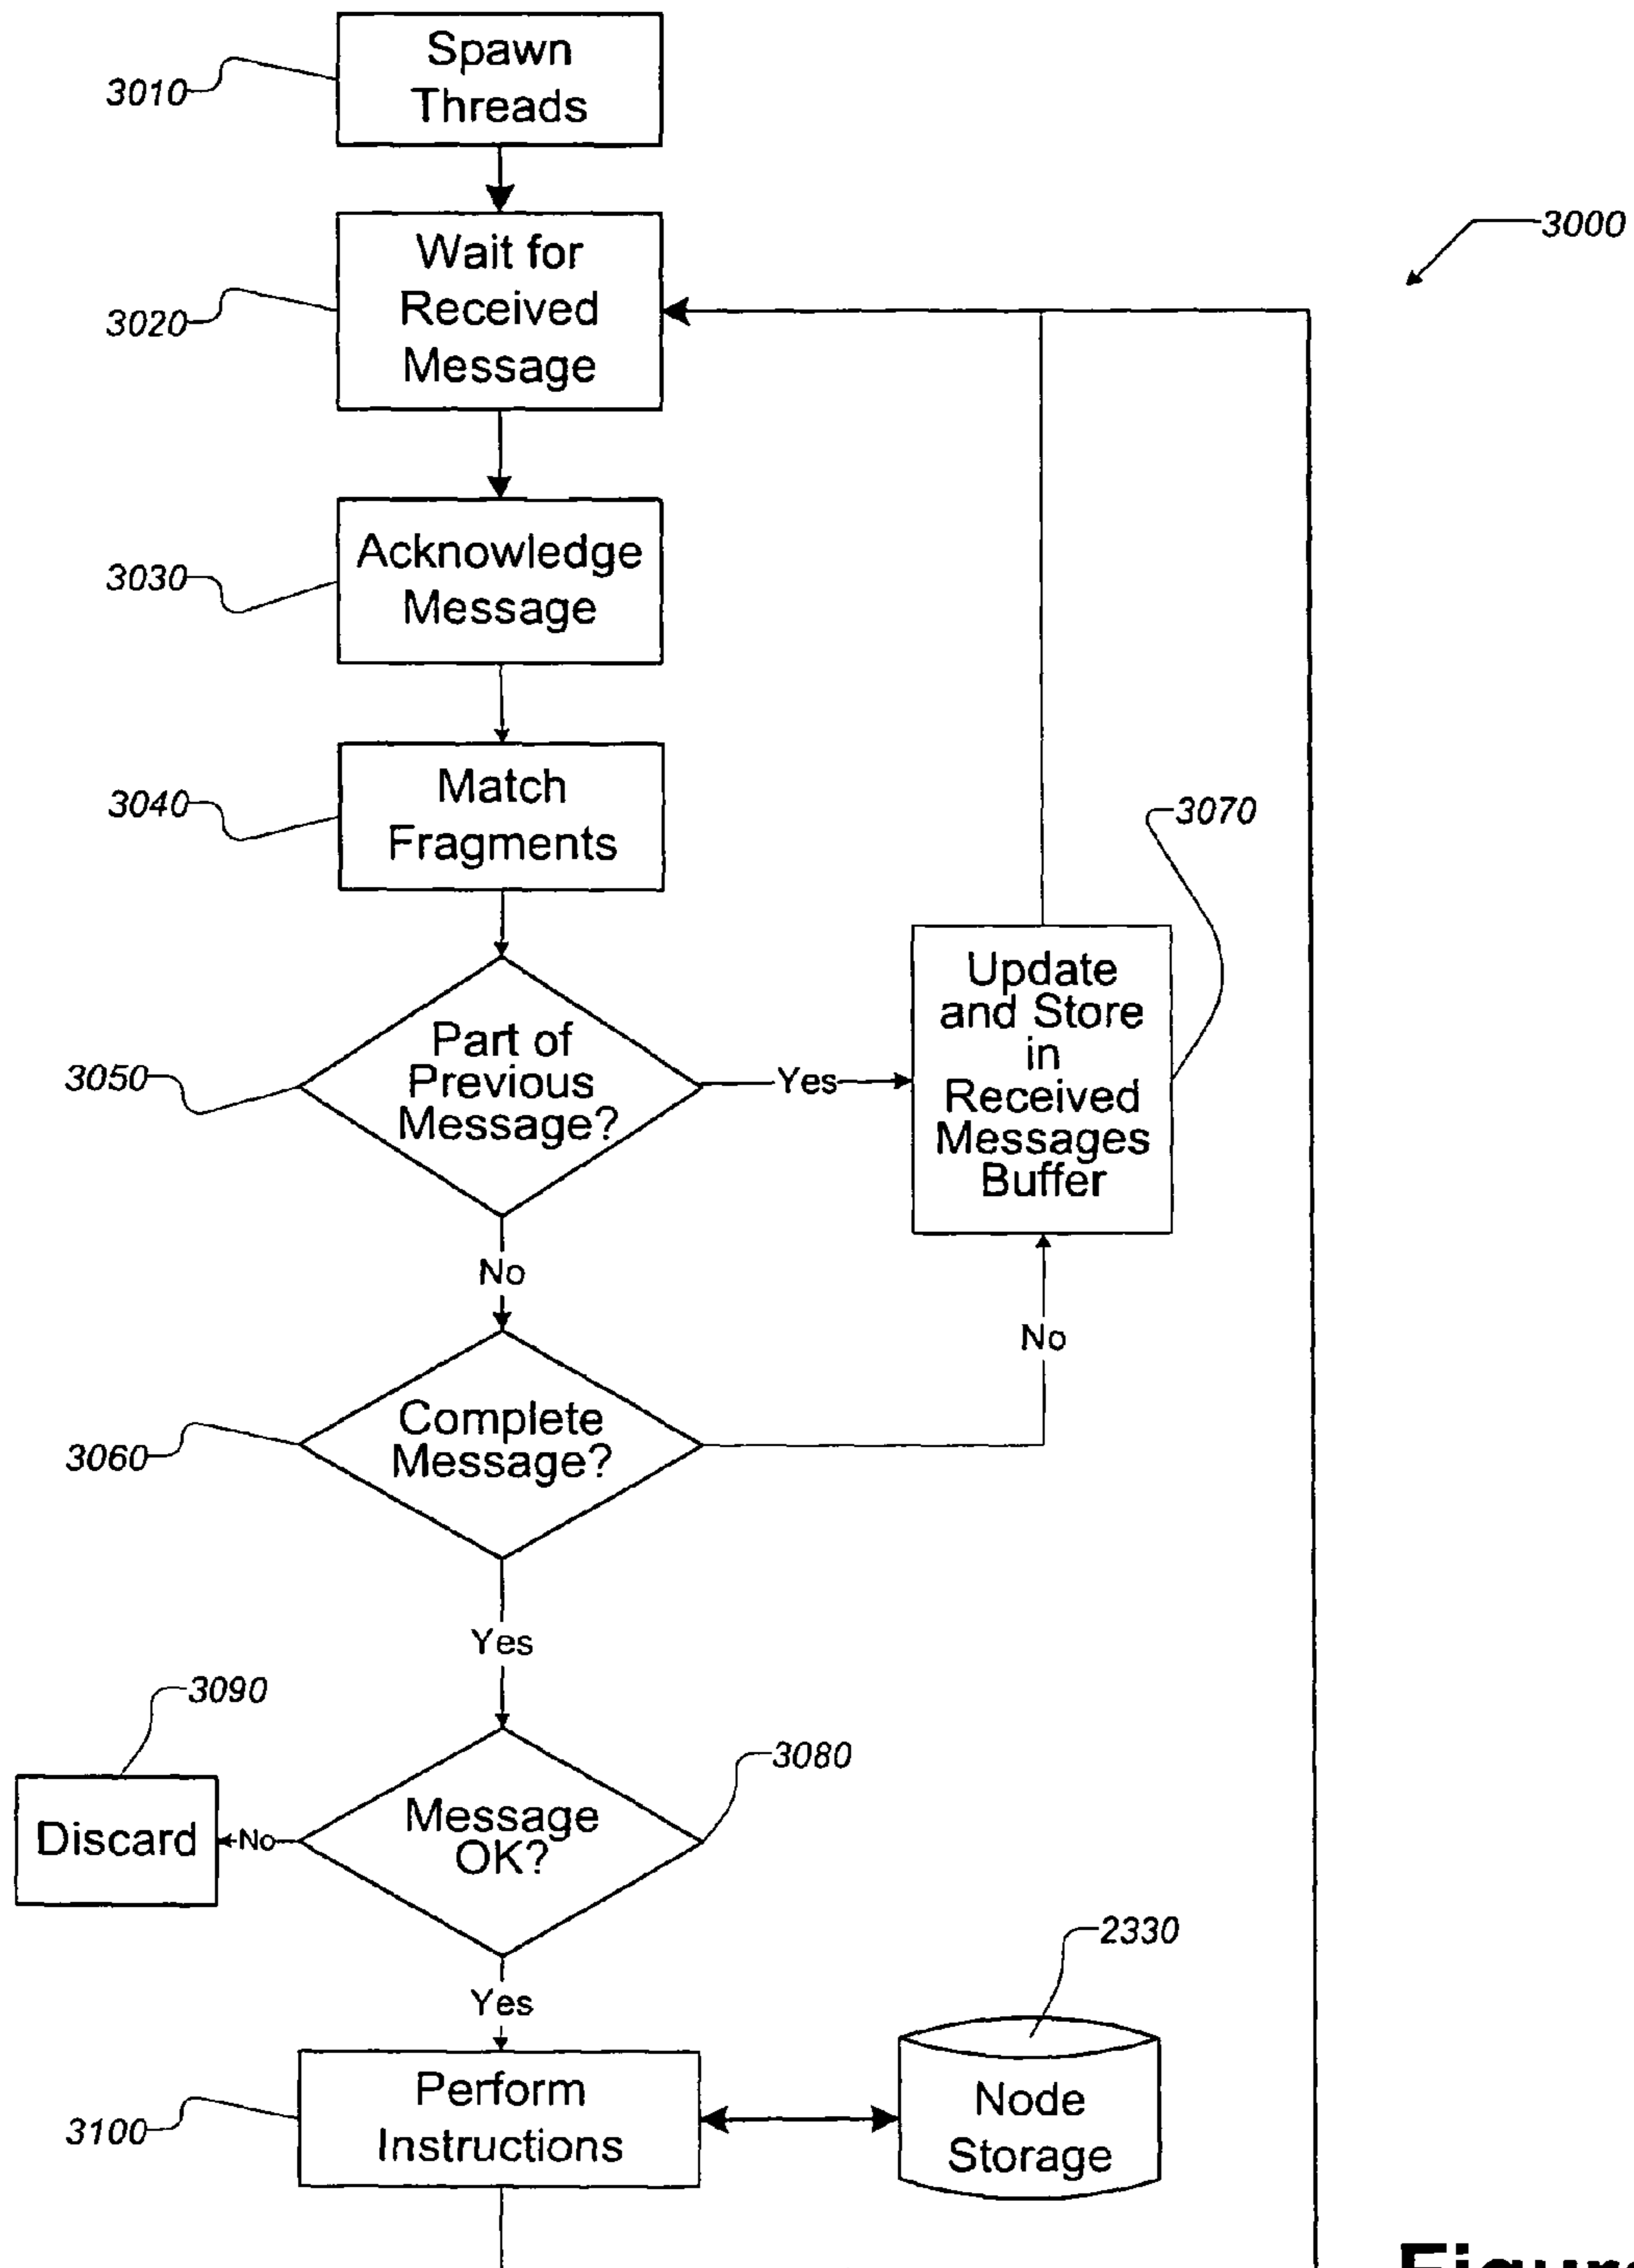 Spawn
Threads
3010
3000
Wait for
Received
Message
3020
Acknowledge
Message
3030
Match
Fragments
3040
3070
Part of
Previous
Message?
3050
Yes
Update
and Store
in
Received
Messages
Buffer
No
No
Complete
Message?
3060
Yes
3090
3080
Discard
No
Message
OK?
2330
Yes
Perform
Instructions
3100
Node
Storage
Figure